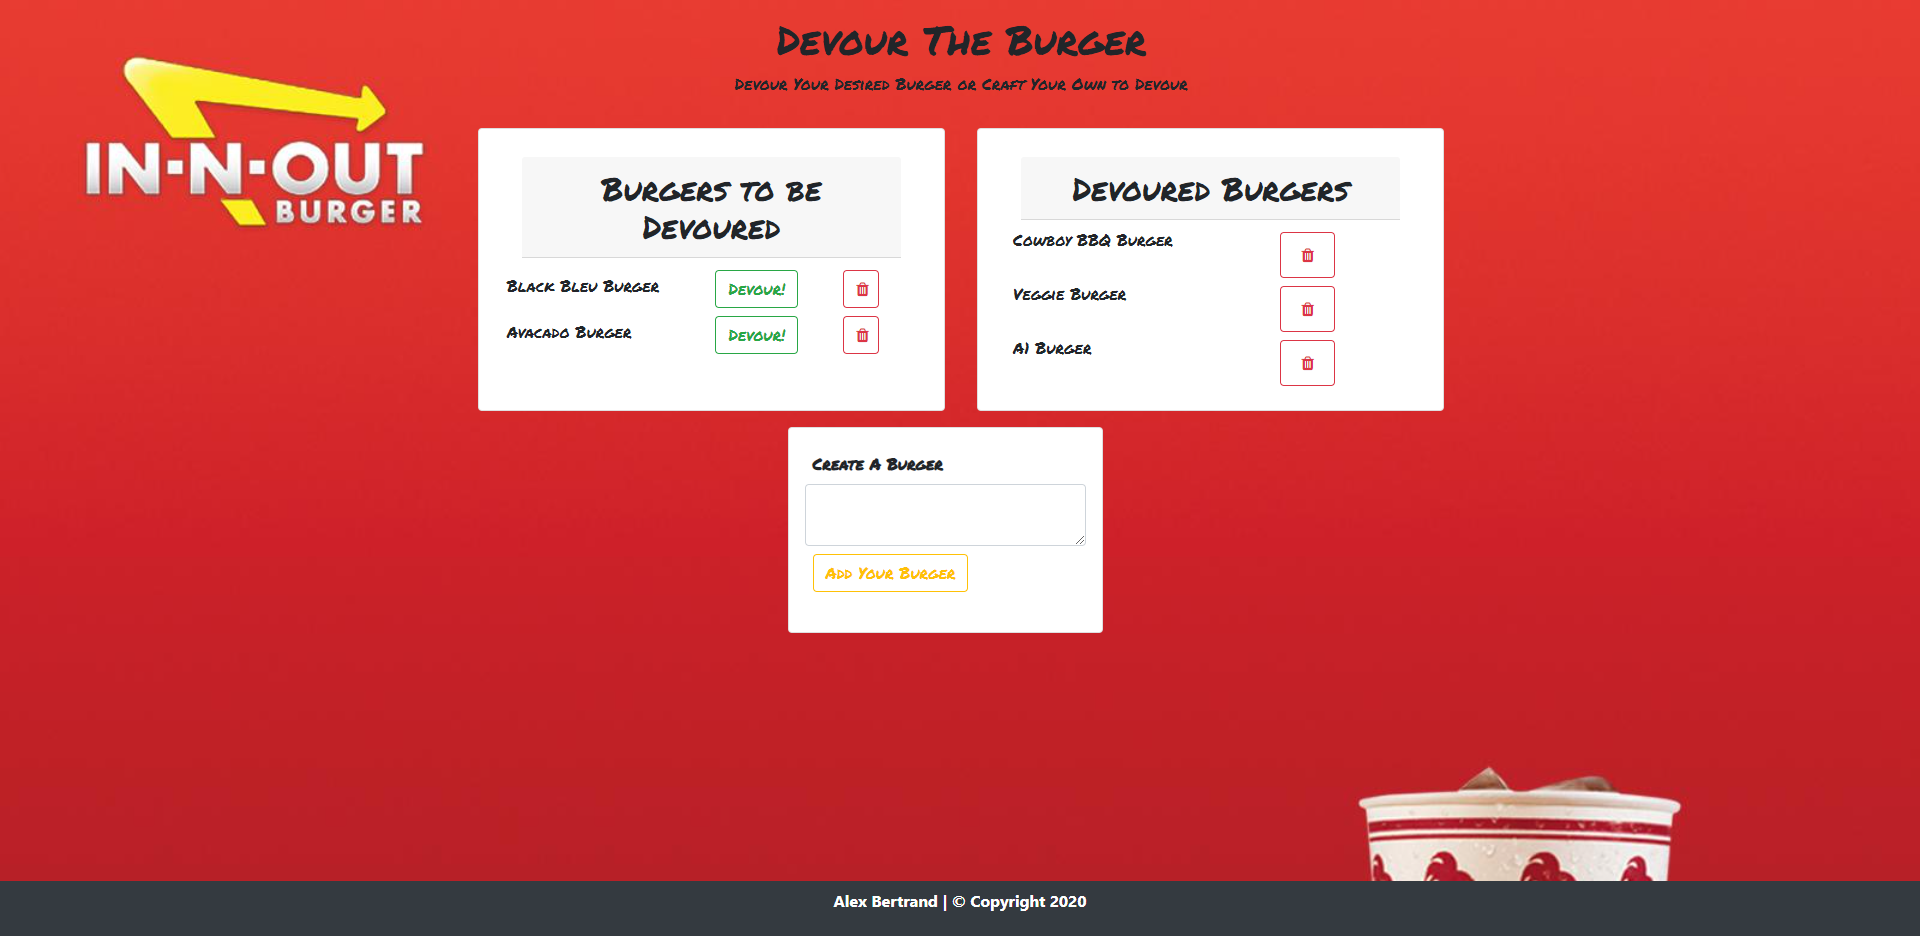 Devour The Burger
Devour Your Desired Burger or Craft Your Own to Devour
IN-N-OUT
BURGER
Burgers to be
Devoured
Black Bleu Burger
Devour!
Avacado Burger
Devour!
Devoured Burgers
Cowboy BBQ Burger
Veggie Burger
A1 Burger
Create A Burger
Add Your Burger
Alex Bertrand | © Copyright 2020